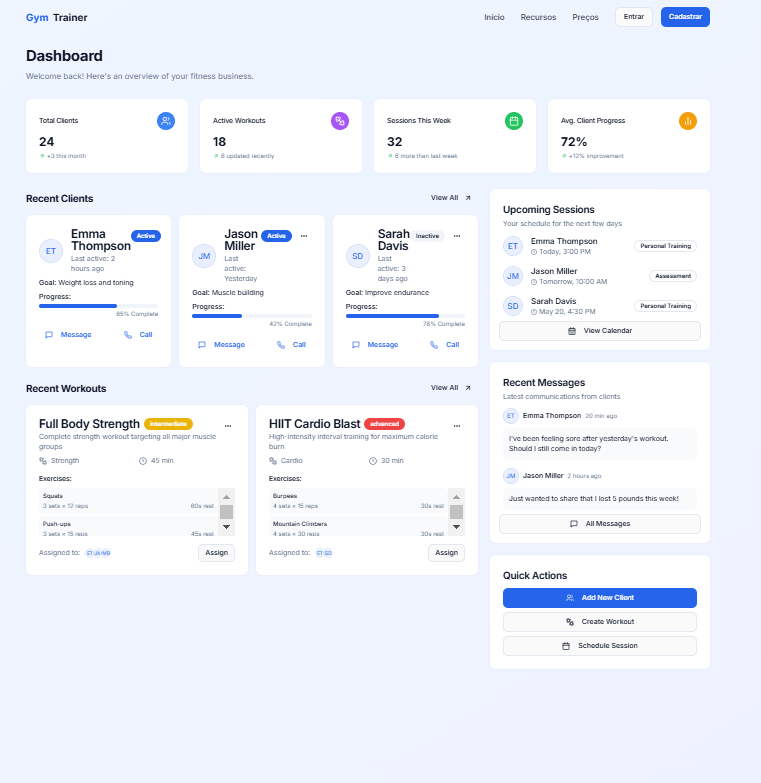 Gym Trainer
Início Recursos Preços Entrar Cadastrar
Dashboard
Welcome back! Here's an overview of your fitness business.
Total Clients
24
+3 this month
Active Workouts
18
8 updated recently
Sessions This Week
32
8 more than last week
Avg. Client Progress
72%
+12% improvement
Recent Clients View All
ET
Emma
Thompson
Active
Last active: 2
hours ago
Goal: Weight loss and toning
Progress:
65% Complete
Message Call
JM
Jason
Miller
Active
Last
active:
Yesterday
Goal: Muscle building
Progress:
42% Complete
Message Call
SD
Sarah
Davis
Inactive
Last
active: 3
days ago
Goal: Improve endurance
Progress:
78% Complete
Message Call
Recent Workouts View All
Full Body Strength intermediate
Complete strength workout targeting all major muscle
groups
Strength 45 min
Exercises:
Squats
3 sets × 12 reps 60s rest
Push-ups
3 sets × 15 reps 45s rest
Assigned to: ET Assign
HIIT Cardio Blast advanced
High-intensity interval training for maximum calorie
burn
Cardio 30 min
Exercises:
Burpees
4 sets × 15 reps 30s rest
Mountain Climbers
4 sets × 30 reps 30s rest
Assigned to: ET SD Assign
Upcoming Sessions
Your schedule for the next few days
ET
Emma Thompson
Today, 3:00 PM
Personal Training
JM
Jason Miller
Tomorrow, 10:00 AM
Assessment
SD
Sarah Davis
May 20, 4:30 PM
Personal Training
View Calendar
Recent Messages
Latest communications from clients
ET Emma Thompson 20 min ago
I've been feeling sore after yesterday's workout.
Should I still come in today?
JM Jason Miller 2 hours ago
Just wanted to share that I lost 5 pounds this week!
All Messages
Quick Actions
Add New Client
Create Workout
Schedule Session